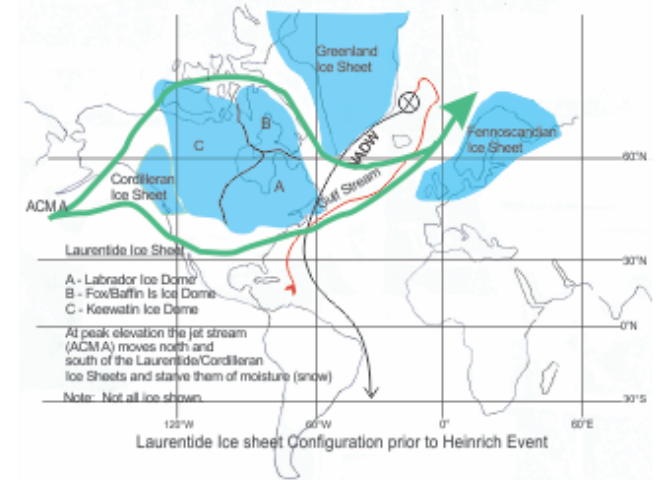 Greenland
Ice Sheet
B
C
A
NADW
Fennoscandian
Ice Sheet
60°N
Cordilleran
Ice Sheet
Gulf Stream
ACMA
Laurentide Ice Sheet
30°N
A - Labrador Ice Dome
B - Fox/Baffin Is Ice Dome
C - Keewatin Ice Dome
0°N
At peak elevation the jet stream
(ACMA) moves north and
south of the Laurentide/Cordilleran
Ice Sheets and starve them of moisture (snow)
Note: Not all ice shown.
30°S
120°W
60°W
0°
60°E
Laurentide Ice sheet Configuration prior to Heinrich Event